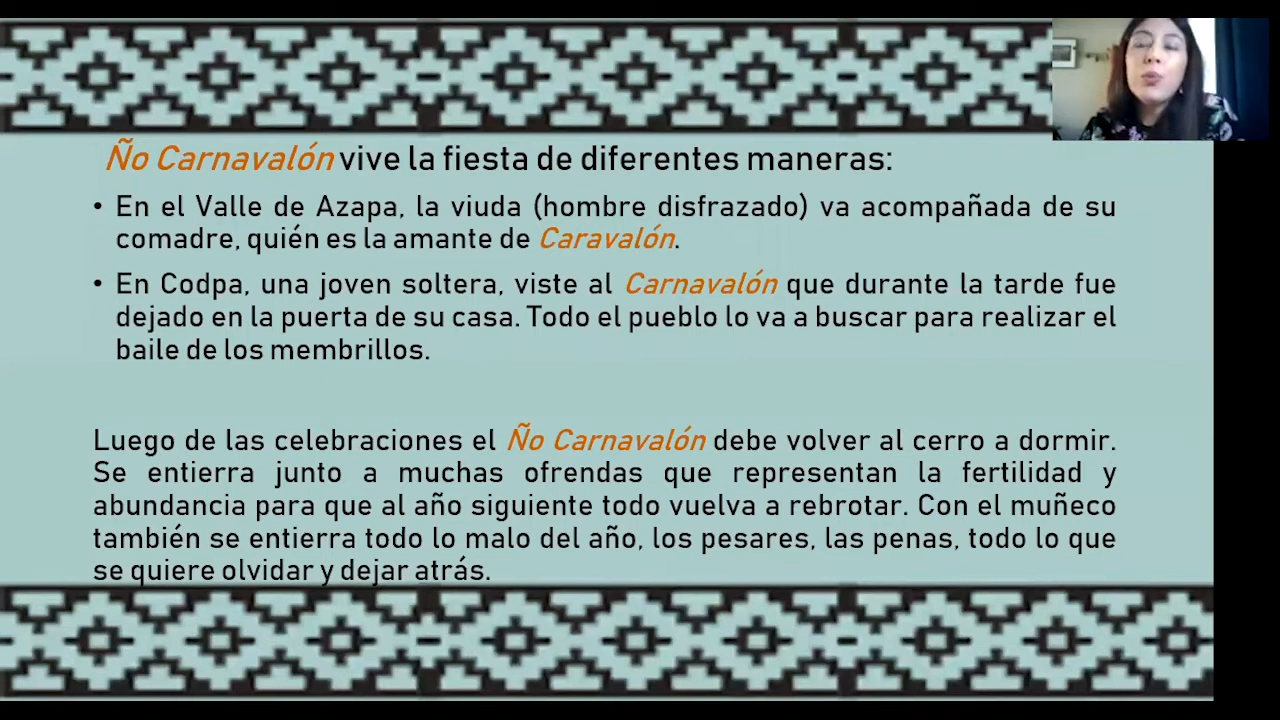 Ño Carnavalón vive la fiesta de diferentes maneras:
• En el Valle de Azapa, la viuda (hombre disfrazado) va acompañada de su
comadre, quién es la amante de Caravalón.
• En Codpa, una joven soltera, viste al Carnavalón que durante la tarde fue
dejado en la puerta de su casa. Todo el pueblo lo va a buscar para realizar el
baile de los membrillos.
Luego de las celebraciones el Ño Carnavalón debe volver al cerro a dormir.
Se entierra junto a muchas ofrendas que representan la fertilidad y
abundancia para que al año siguiente todo vuelva a rebrotar. Con el muñeco
también se entierra todo lo malo del año, los pesares, las penas, todo lo que
se quiere olvidar y dejar atrás.